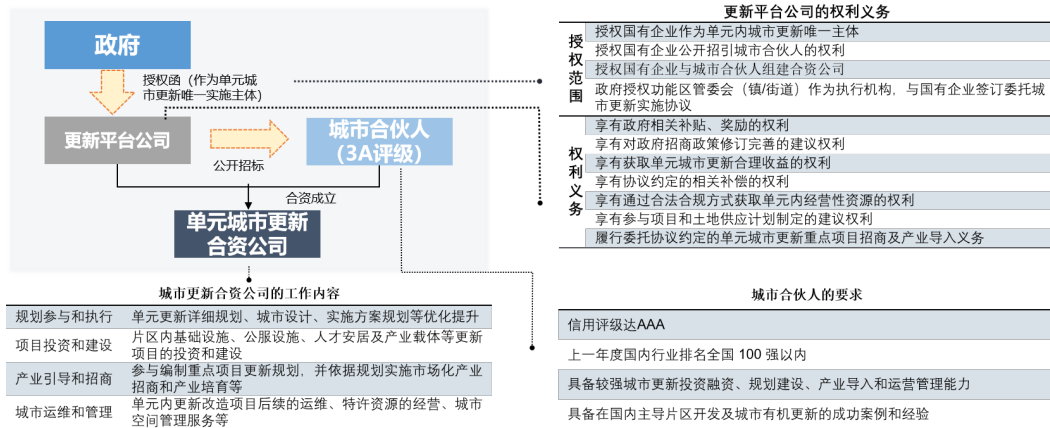 政府
授权函（作为单元城
市更新唯一实施主体）
更新平台公司
公开招标
城市合伙人
（3A评级）
合资成立
单元城市更新
合资公司
更新平台公司的权利义务
授权范围
授权国有企业作为单元内城市更新唯一主体
授权国有企业公开招引城市合伙人的权利
授权国有企业与城市合伙人组建合资公司
政府授权功能区管委会（镇/街道）作为执行机构，与国有企业签订委托城
市更新实施协议
权利义务
享有政府相关补贴、奖励的权利
享有对政府招商政策修订完善的建议权利
享有获取单元城市更新合理收益的权利
享有协议约定的相关补偿的权利
享有通过合法合规方式获取单元内经营性资源的权利
享有参与项目和土地供应计划制定的建议权利
履行委托协议约定的单元城市更新重点项目招商及产业导入义务
城市更新合资公司的工作内容
规划参与和执行 单元更新详细规划、城市设计、实施方案规划等优化提升
项目投资和建设 片区内基础设施、公服设施、人才安居及产业载体等更新
项目的投资和建设
产业引导和招商 参与编制重点项目更新规划，并依据规划实施市场化产业
招商和产业培育等
城市运维和管理 单元内更新改造项目后续的运维、特许资源的经营、城市
空间管理服务等
城市合伙人的要求
信用评级达AAA
上一年度国内行业排名全国 100 强以内
具备较强城市更新投资融资、规划建设、产业导入和运营管理能力
具备在国内主导片区开发及城市有机更新的成功案例和经验